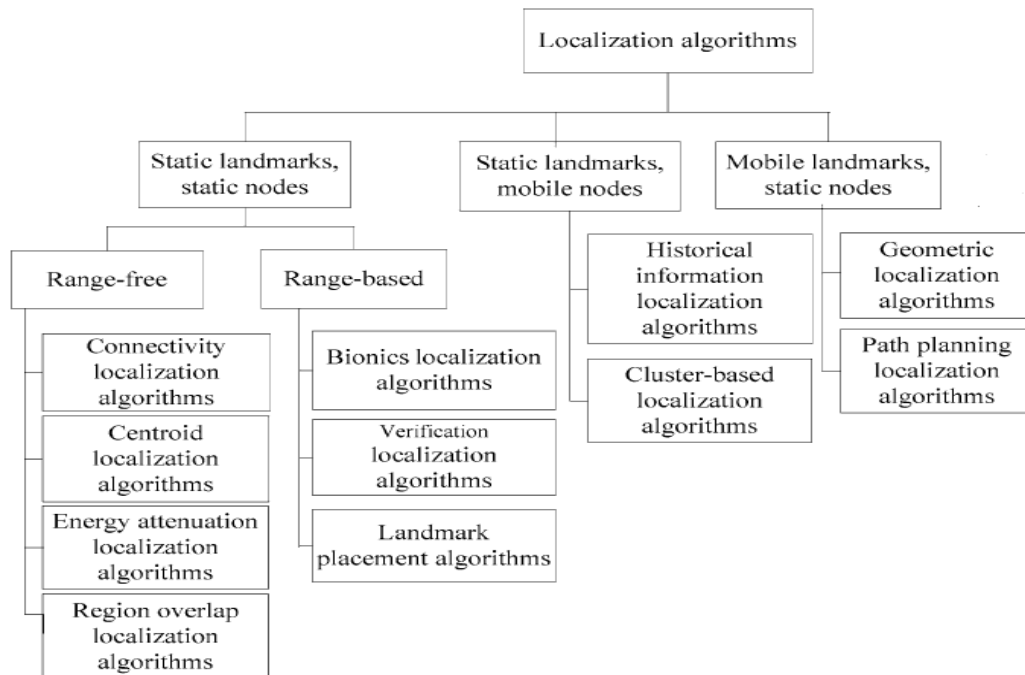 Localization algorithms
Static landmarks,
static nodes
Static landmarks,
mobile nodes
Mobile landmarks,
static nodes
Range-free
Range-based
Connectivity
localization
algorithms
Centroid
localization
algorithms
Energy attenuation
localization
algorithms
Region overlap
localization
algorithms
Bionics localization
algorithms
Verification
localization
algorithms
Landmark
placement algorithms
Historical
information
localization
algorithms
Cluster-based
localization
algorithms
Geometric
localization
algorithms
Path planning
localization
algorithms